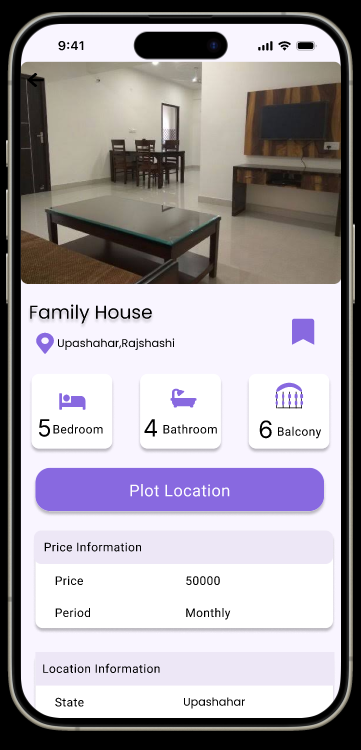 9:41
Family House
Upashahar,Rajshashi
5 Bedroom
4 Bathroom
6 Balcony
Plot Location
Price Information
Price 50000
Period Monthly
Location Information
State Upashahar